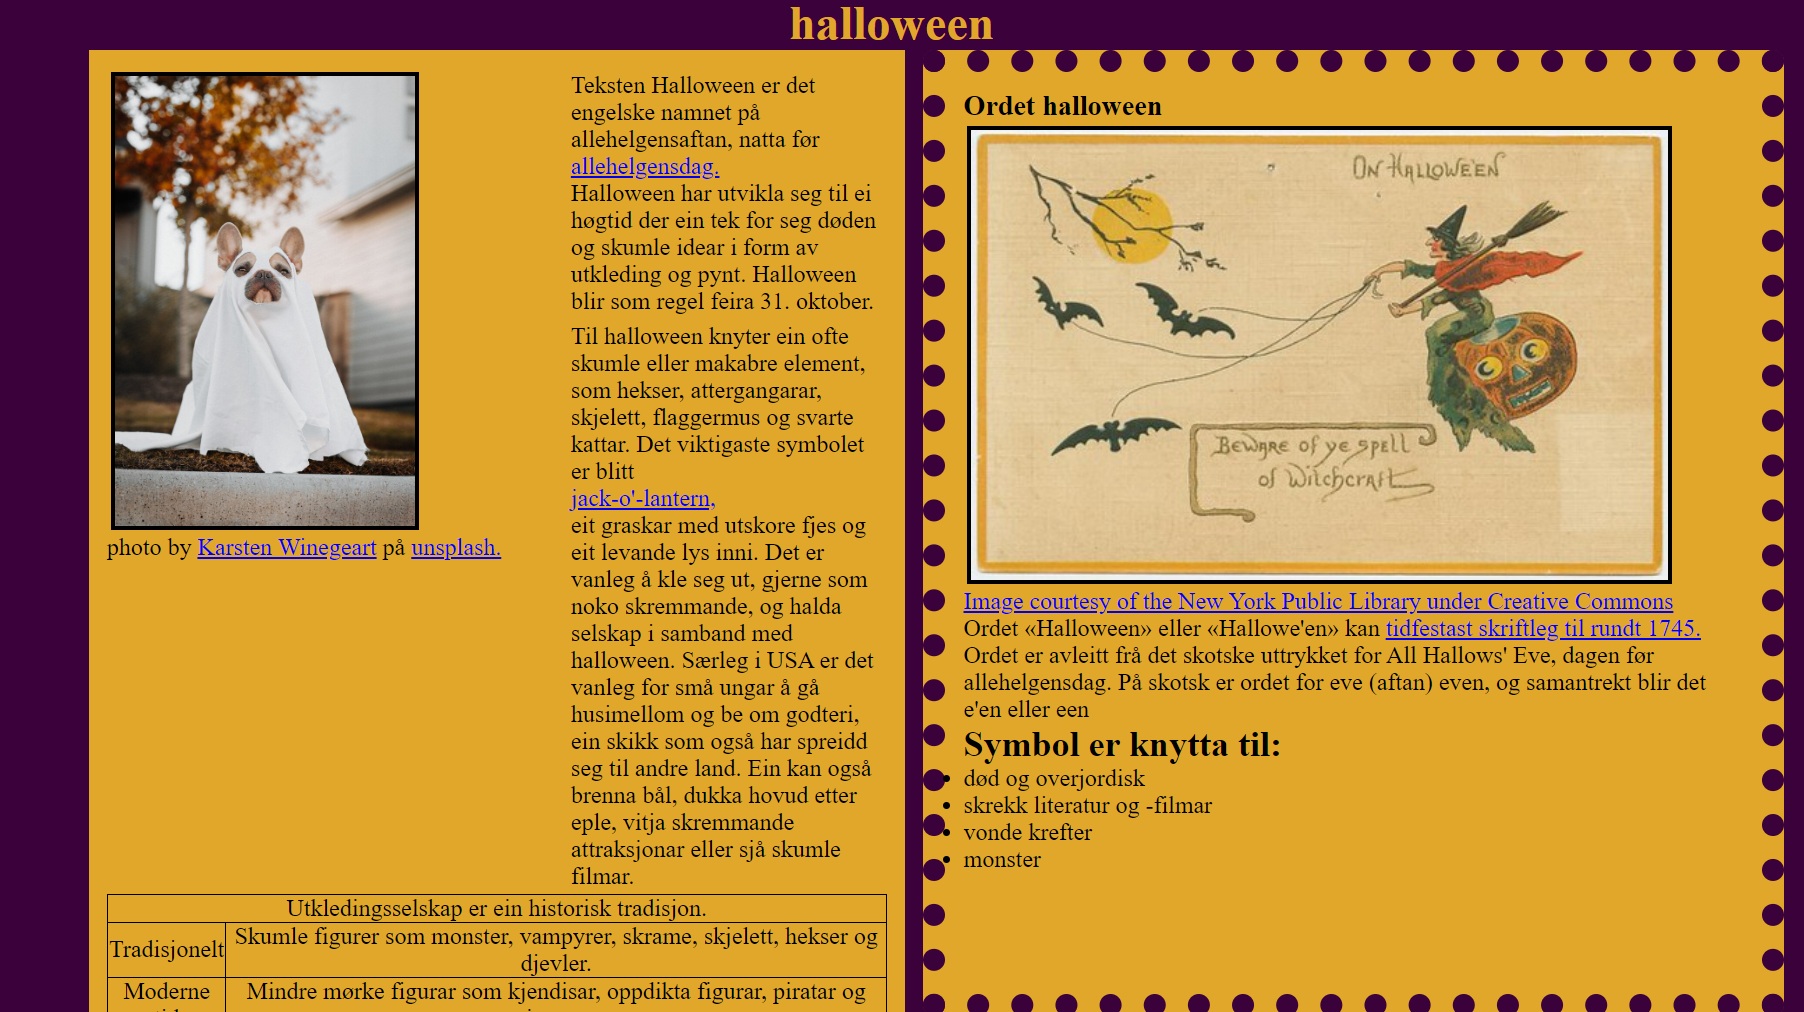 halloween
photo by Karsten Winegeart på unsplash.
Teksten Halloween er det
engelske namnet på
allehelgensaftan, natta før
allehelgensdag.
Halloween har utvikla seg til ei
høgtid der ein tek for seg døden
og skumle idear i form av
utkleding og pynt. Halloween
blir som regel feira 31. oktober.
Til halloween knyter ein ofte
skumle eller makabre element,
som hekser, attergangarar,
skjelett, flaggermus og svarte
kattar. Det viktigaste symbolet
er blitt
jack-o'-lantern,
eit graskar med utskore fjes og
eit levande lys inni. Det er
vanleg å kle seg ut, gjerne som
noko skremmande, og halda
selskap i samband med
halloween. Særleg i USA er det
vanleg for små ungar å gå
husimellom og be om godteri,
ein skikk som også har spreidd
seg til andre land. Ein kan også
brenna bål, dukka hovud etter
eple, vitja skremmande
attraksjonar eller sjå skumle
filmar.
Utkledingsselskap er ein historisk tradisjon.
Tradisjonelt
Skumle figurer som monster, vampyrer, skrame, skjelett, hekser og
djevler.
Moderne
Mindre mørke figurar som kjendisar, oppdikta figurar, piratar og
Ordet halloween
ON HALLOWE'EN
BEWARE OF YE SPELL
OF WITCHCRAFT
Image courtesy of the New York Public Library under Creative Commons
Ordet «Halloween» eller «Hallowe'en» kan tidfestast skriftleg til rundt 1745.
Ordet er avleitt frå det skotske uttrykket for All Hallows' Eve, dagen før
allehelgensdag. På skotsk er ordet for eve (aftan) even, og samantrekt blir det
e'en eller een
Symbol er knytta til:
død og overjordisk
skrekk literatur og -filmar
vonde krefter
monster